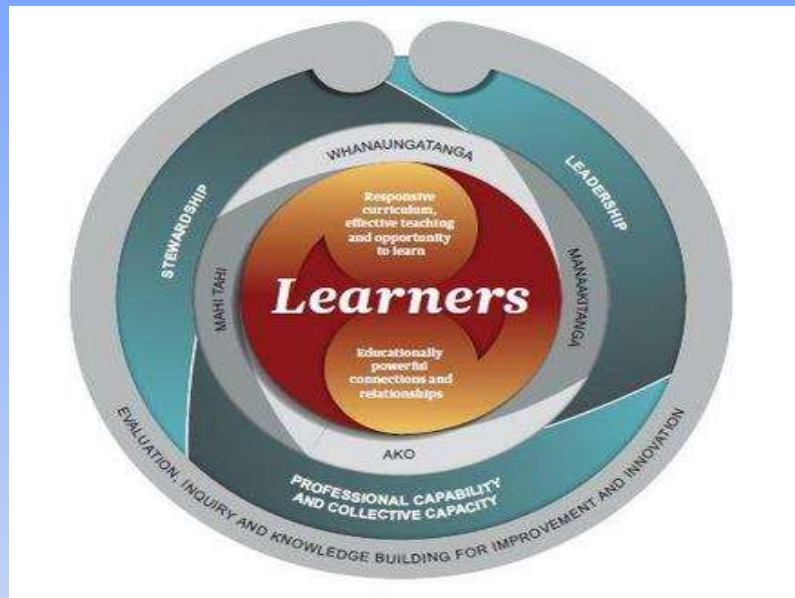 WHANAUNGATANGA
LEADERSHIP
STEWARDSHIP
Responsive
curriculum,
effective teaching
and opportunity
to learn
MANAAKITANGA
MAHI TAHI
Learners
Educationally
powerful
connections and
relationships
AKO
PROFESSIONAL CAPABILITY
AND COLLECTIVE CAPACITY
EVALUATION, INQUIRY AND KNOWLEDGE BUILDING FOR IMPROVEMENT AND INNOVATION